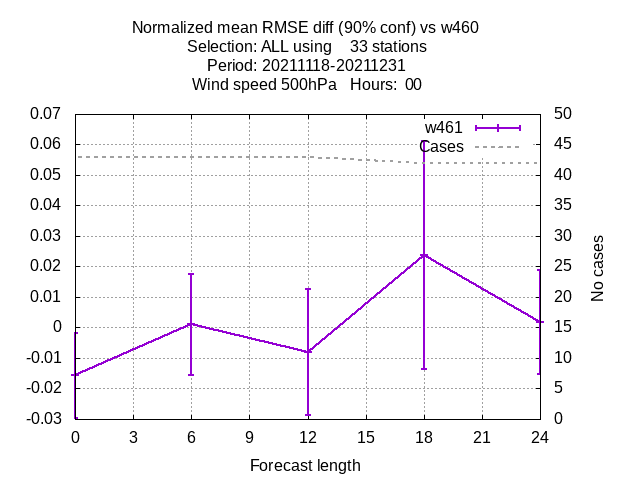 Normalized mean RMSE diff (90% conf) vs w460
Selection: ALL using    33 stations
Period: 20211118-20211231
Wind speed 500hPa   Hours:  00
0.07
0.06
0.05
0.04
0.03
0.02
0.01
0
-0.01
-0.02
-0.03
w461
Cases
50
45
40
35
30
25
20
15
10
5
0
No cases
0 3 6 9 12 15 18 21 24
Forecast length